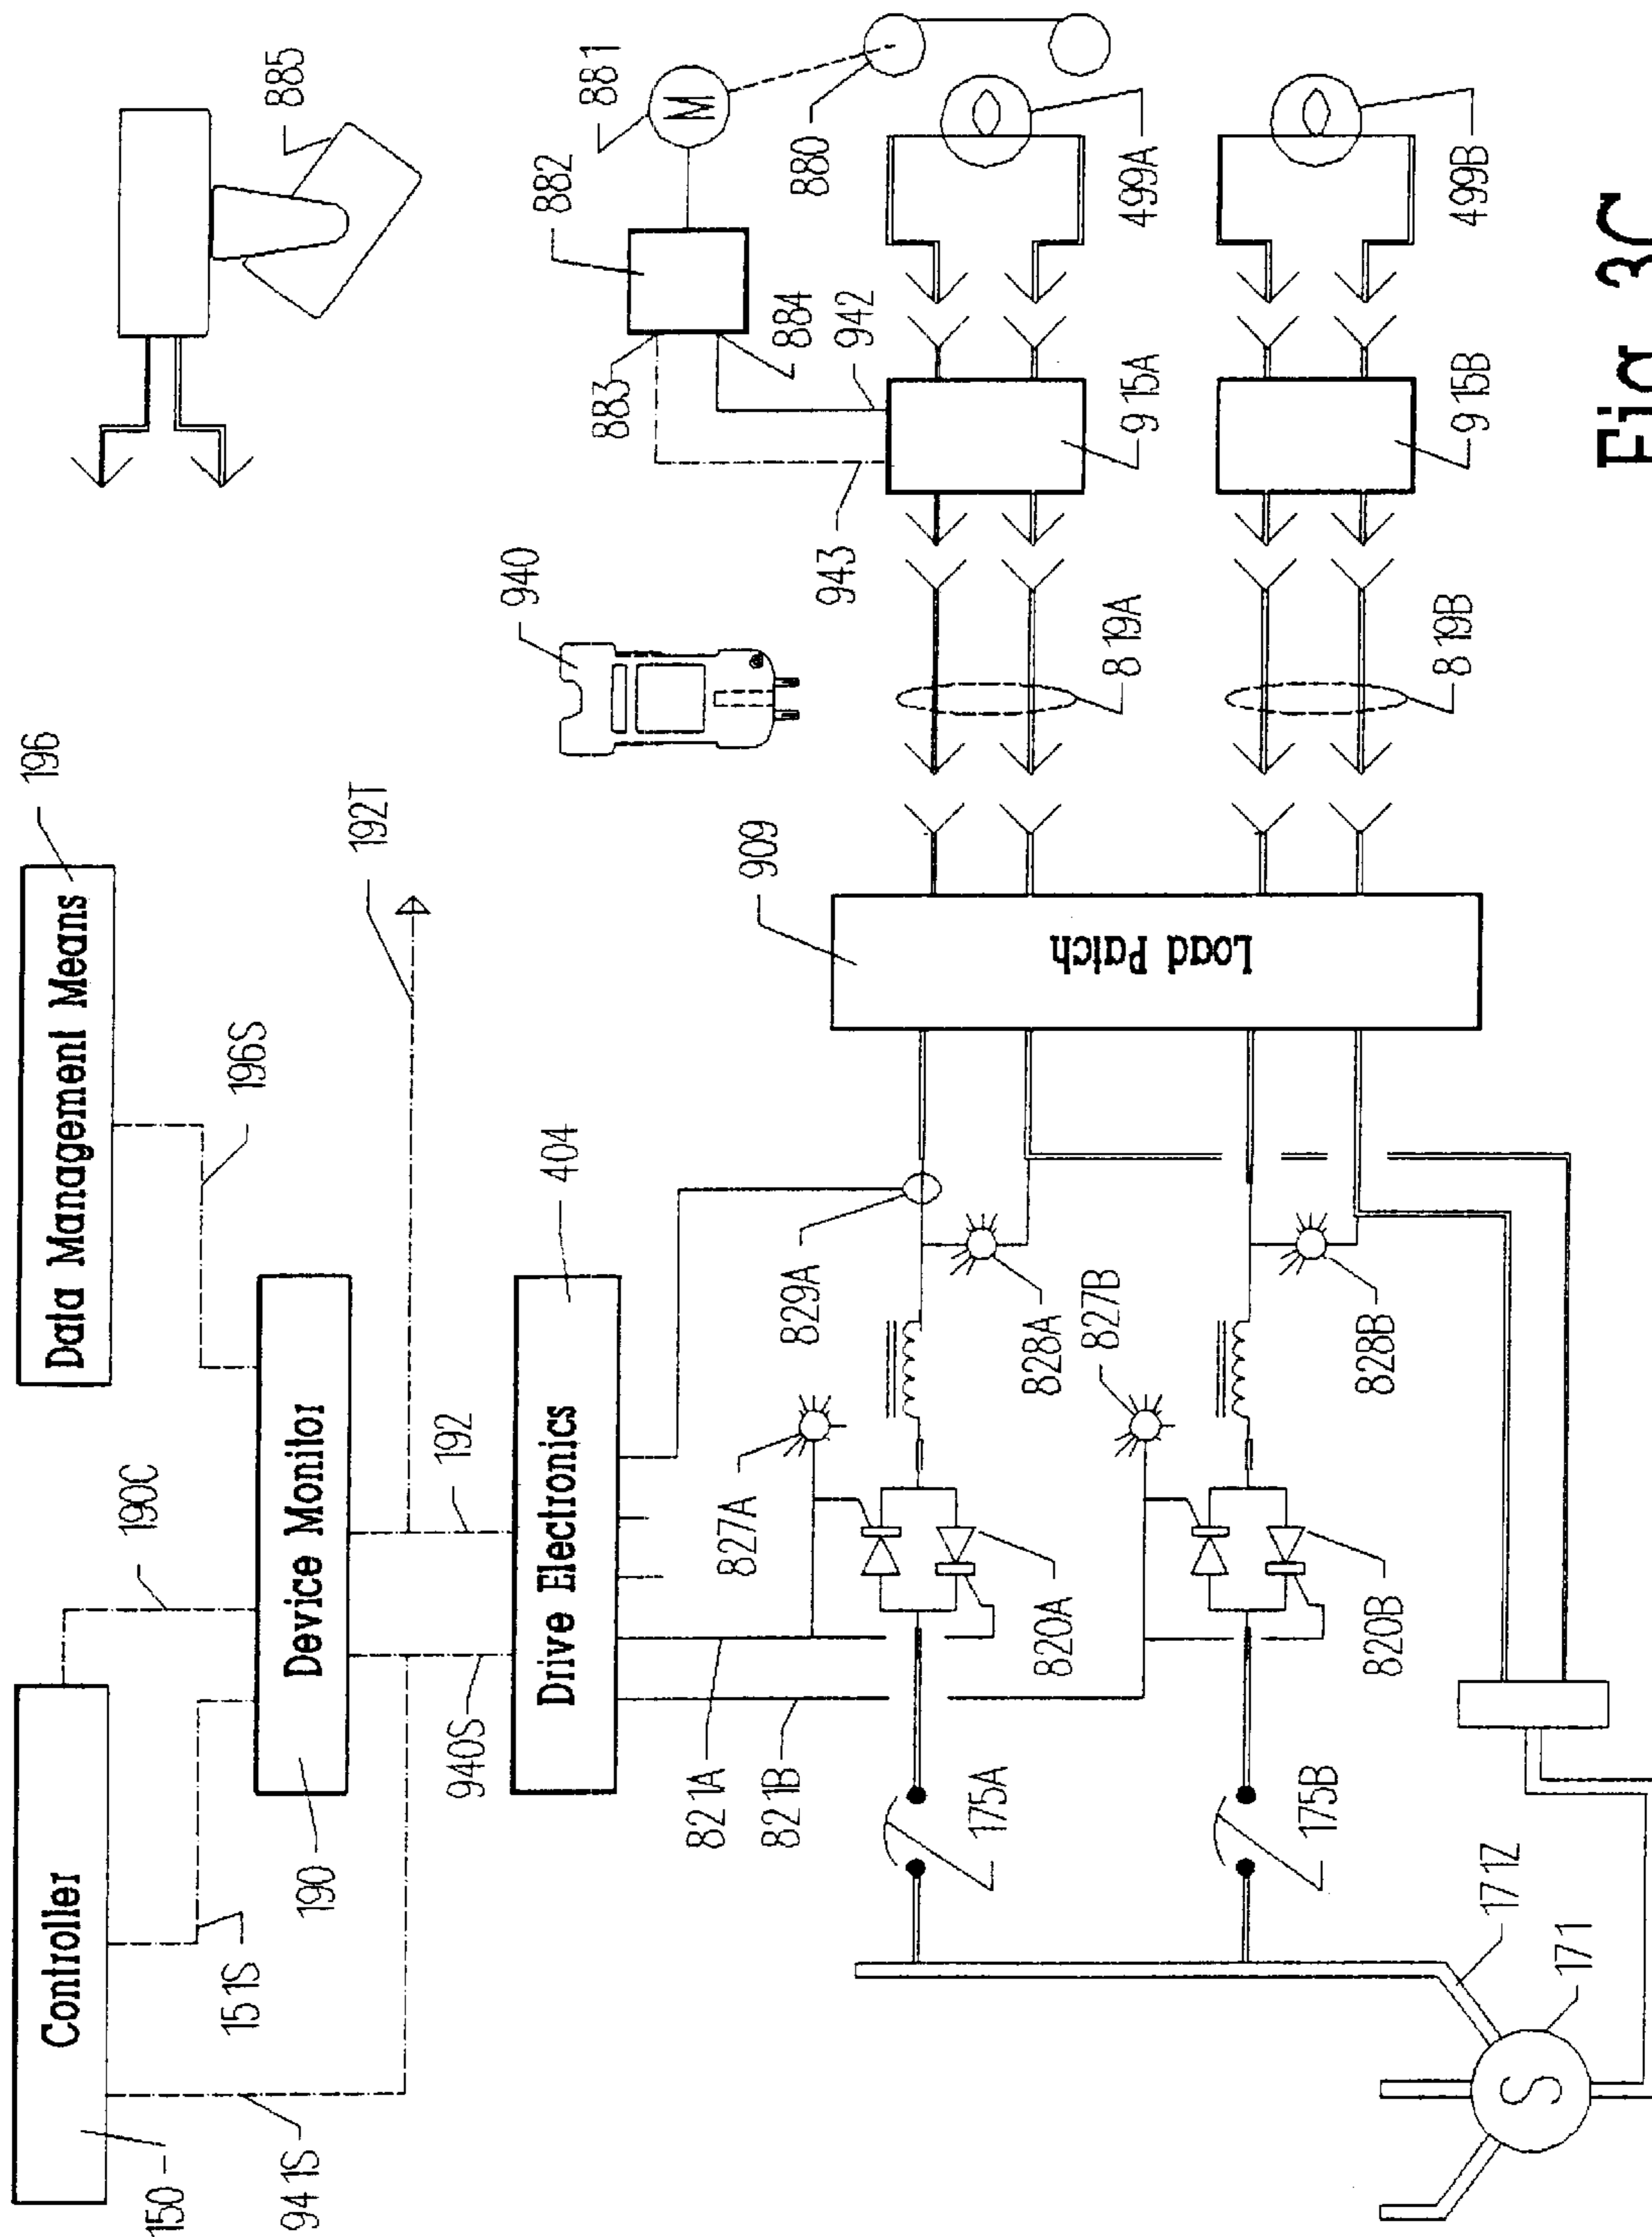 Controller
150
941S
151S
190C
Data Management Means
196
196S
Device Monitor
190
192
192T
940S
Drive Electronics
404
821A
821B
827A
829A
828A
827B
828B
820A
820B
175A
175B
171Z
171
S
Load Patch
909
940
819A
819B
943
942
883
884
882
881
M
880
885
915A
915B
499A
499B
Fig. 3C